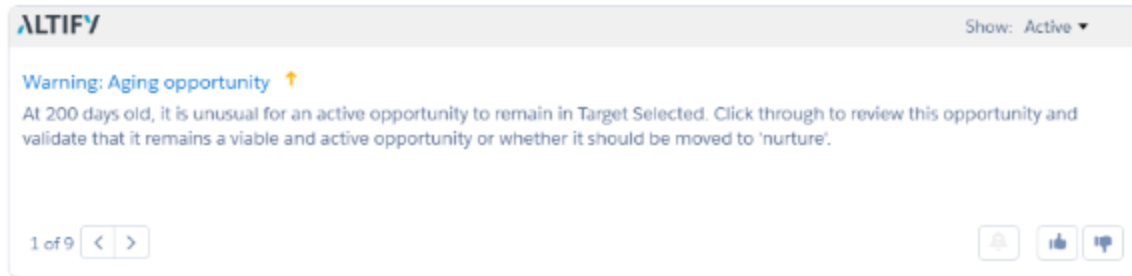 ALTIFY
Show: Active
Warning: Aging opportunity
At 200 days old, it is unusual for an active opportunity to remain in Target Selected. Click through to review this opportunity and
validate that it remains a viable and active opportunity or whether it should be moved to 'nurture'.
1 of 9